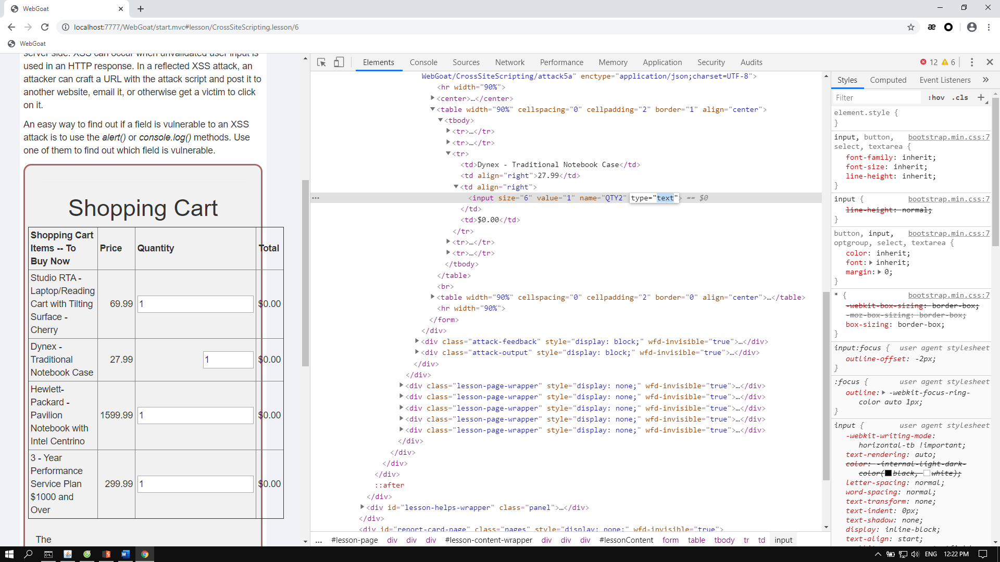 WebGoat
localhost:7777/WebGoat/start.mvc#lesson/CrossSiteScripting.lesson/6
æ
WebGoat
server side. XSS can occur when unvalidated user input is
used in an HTTP response. In a reflected XSS attack, an
attacker can craft a URL with the attack script and post it to
another website, email it, or otherwise get a victim to click
on it.
An easy way to find out if a field is vulnerable to an XSS
attack is to use the alert() or console.log() methods. Use
one of them to find out which field is vulnerable.
Shopping Cart
Shopping Cart
Items -- To
Buy Now
Price
Quantity
Total
Studio RTA -
Laptop/Reading
Cart with Tilting
Surface -
Cherry
69.99
1
$0.00
Dynex -
Traditional
Notebook Case
27.99
1
$0.00
Hewlett-
Packard -
Pavilion
Notebook with
Intel Centrino
1599.99
1
$0.00
3 - Year
Performance
Service Plan
$1000 and
Over
299.99
1
$0.00
The
Elements Console Sources Network Performance Memory Application Security Audits
12 6
WebGoat/CrossSiteScripting/attack5a" enctype="application/json;charset=UTF-8">
<hr width="90%">
<center>…</center>
<table width="90%" cellspacing="0" cellpadding="2" border="1" align="center">
<tbody>
<tr>…</tr>
<tr>…</tr>
<tr>
<td>Dynex - Traditional Notebook Case</td>
<td align="right">27.99</td>
<td align="right">
… <input size="6" value="1" name="QTY2" type="text"> == $0
</td>
<td>$0.00</td>
</tr>
<tr>…</tr>
<tr>…</tr>
</tbody>
</table>
<br>
<table width="90%" cellspacing="0" cellpadding="2" border="0" align="center">…</table>
<hr width="90%">
</form>
</div>
<div class="attack-feedback" style="display: block;" wfd-invisible="true">…</div>
<div class="attack-output" style="display: block;" wfd-invisible="true">…</div>
</div>
</div>
<div class="lesson-page-wrapper" style="display: none;" wfd-invisible="true">…</div>
<div class="lesson-page-wrapper" style="display: none;" wfd-invisible="true">…</div>
<div class="lesson-page-wrapper" style="display: none;" wfd-invisible="true">…</div>
<div class="lesson-page-wrapper" style="display: none;" wfd-invisible="true">…</div>
<div class="lesson-page-wrapper" style="display: none;" wfd-invisible="true">…</div>
</div>
</div>
</div>
</div>
::after
</div>
<div id="lesson-helps-wrapper" class="panel">…</div>
</div>
<div id="report-card-page" class="pages" style="display: none;" wfd-invisible="true">
... #lesson-page div div div #lesson-content-wrapper div div div #lessonContent form table tbody tr td input
Styles Computed Event Listeners »
Filter :hov .cls +
element.style {
}
input, button, bootstrap.min.css:7
select, textarea {
font-family: inherit;
font-size: inherit;
line-height: inherit;
}
input { bootstrap.min.css:7
line-height: normal;
}
button, input, bootstrap.min.css:7
optgroup, select, textarea {
color: inherit;
font: inherit;
margin: 0;
}
* { bootstrap.min.css:7
-webkit-box-sizing: border-box;
-moz-box-sizing: border-box;
box-sizing: border-box;
}
input:focus { user agent stylesheet
outline-offset: -2px;
}
:focus { user agent stylesheet
outline: -webkit-focus-ring-
color auto 1px;
}
input { user agent stylesheet
-webkit-writing-mode:
horizontal-tb !important;
text-rendering: auto;
color: -internal-light-dark-
color(black, white);
letter-spacing: normal;
word-spacing: normal;
text-transform: none;
text-indent: 0px;
text-shadow: none;
display: inline-block;
text-align: start;
ENG 12:22 PM